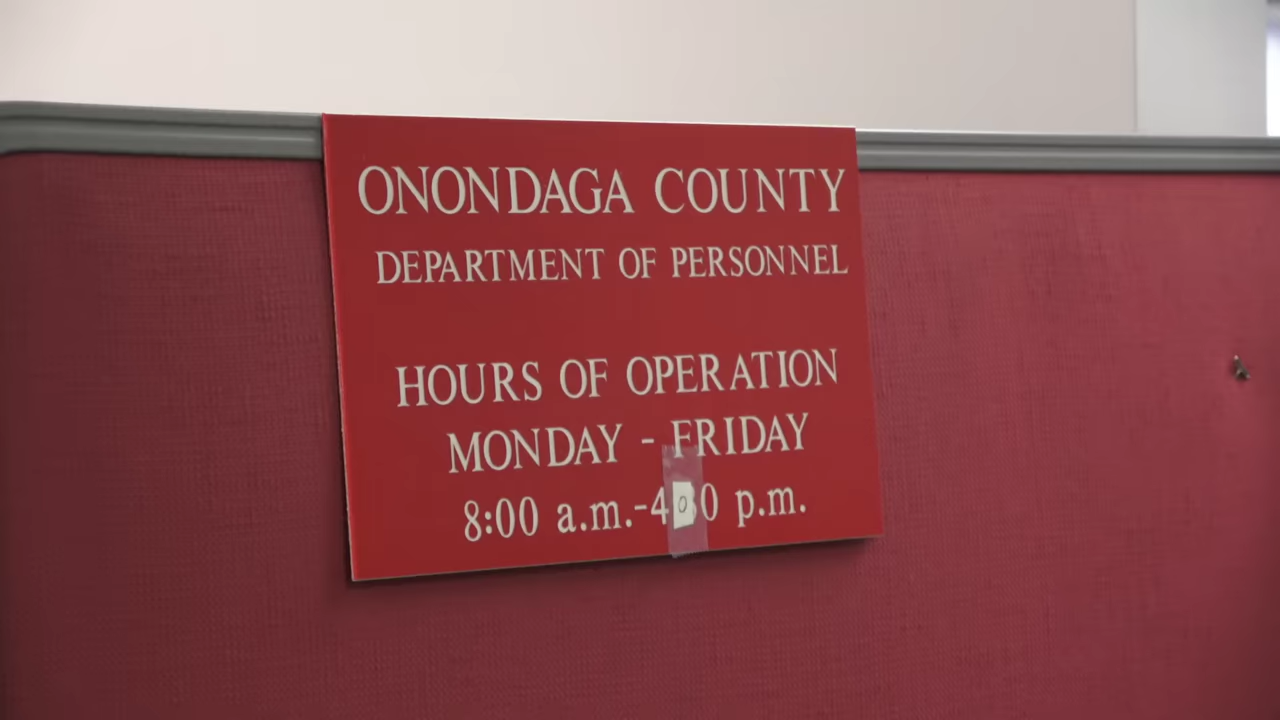 ONONDAGA COUNTY
DEPARTMENT OF PERSONNEL
HOURS OF OPERATION
MONDAY - FRIDAY
8:00 a.m.-4:00 p.m.